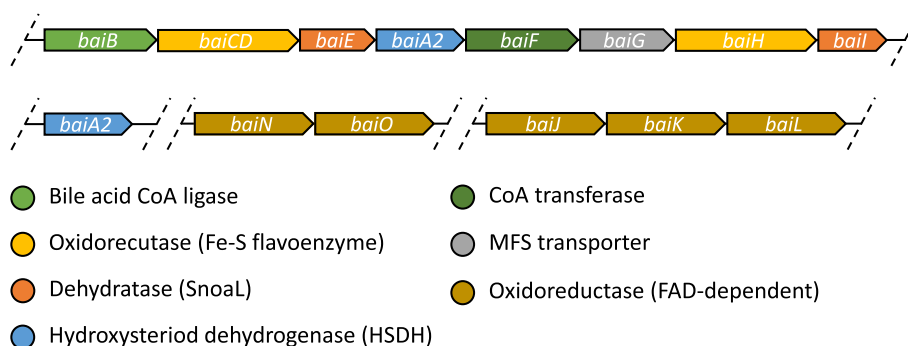 baiB baiCD baiE baiA2 baiF baiG baiH baiI
baiA2 baiN baiO baiJ baiK baiL
Bile acid CoA ligase
CoA transferase
Oxidorecutase (Fe-S flavoenzyme)
MFS transporter
Dehydratase (SnoaL)
Oxidoreductase (FAD-dependent)
Hydroxysteriod dehydrogenase (HSDH)